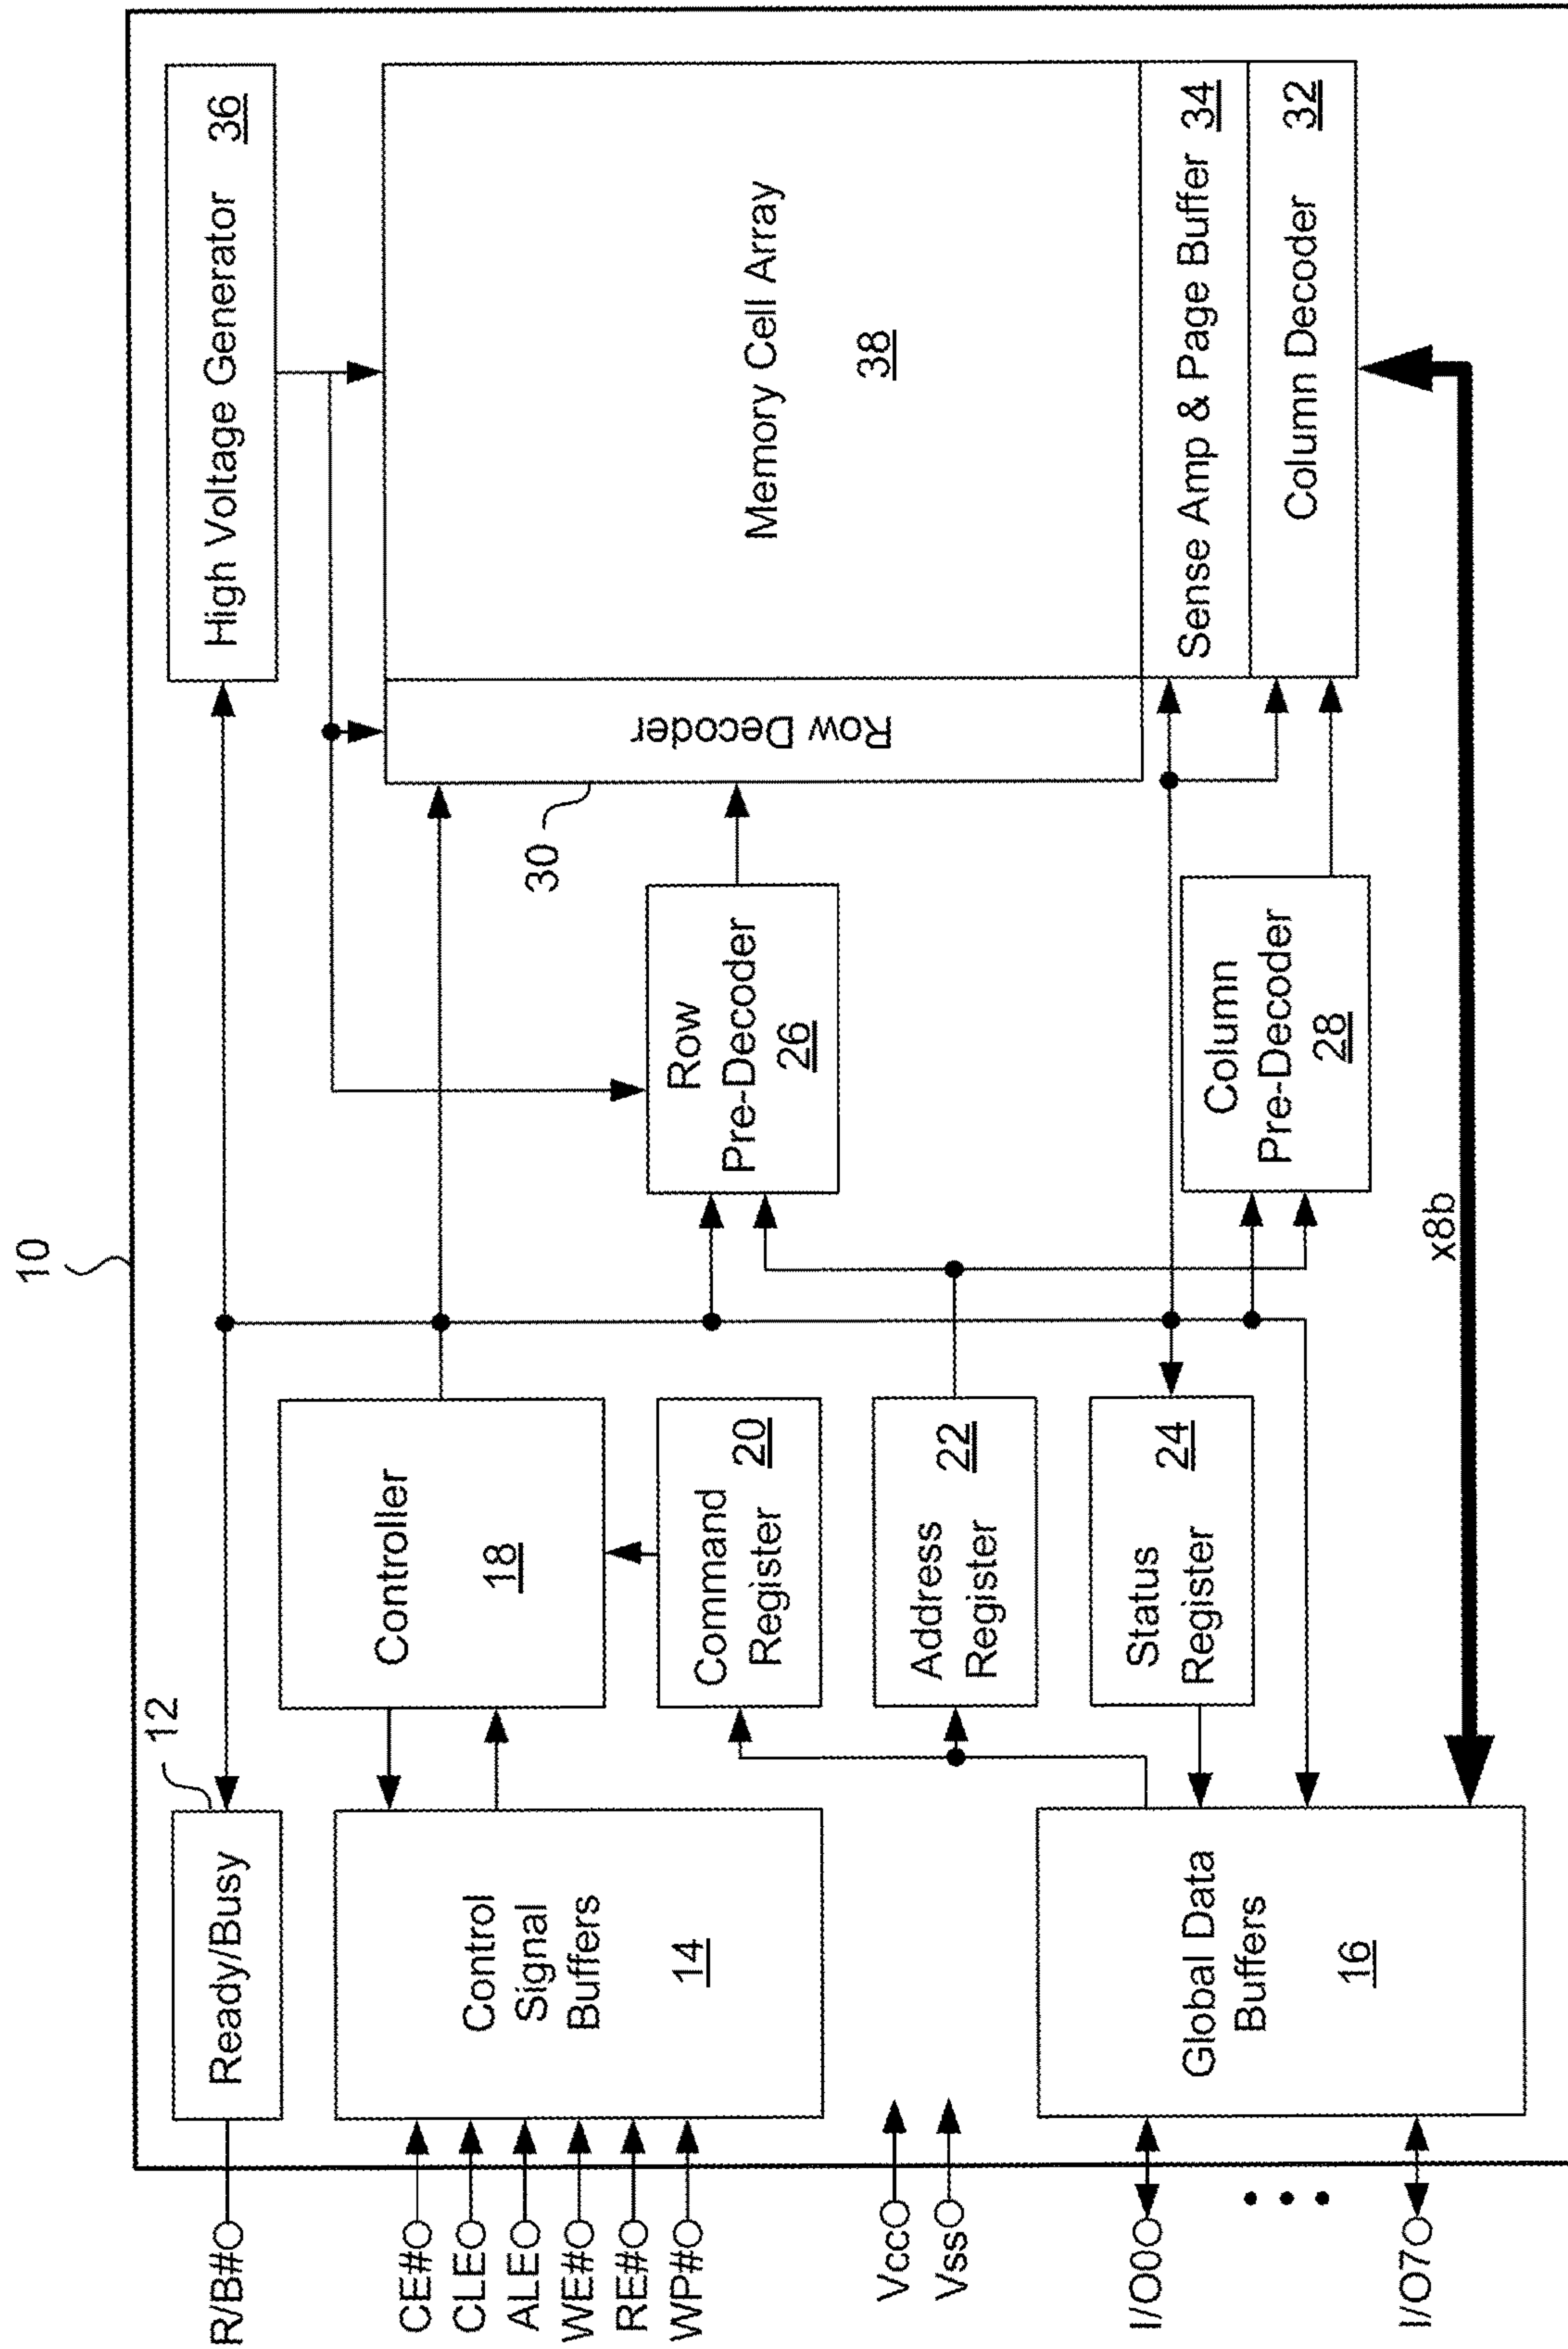 10
R/B#
Ready/Busy
12
High Voltage Generator
36
CE#
CLE
ALE
WE#
RE#
WP#
Control
Signal
Buffers
14
Controller
18
Command
Register
20
Address
Register
22
Status
Register
24
Row
Pre-Decoder
26
Column
Pre-Decoder
28
30
Row Decoder
Memory Cell Array
38
Sense Amp & Page Buffer
34
Column Decoder
32
Vcc
Vss
I/O0
I/O7
Global Data
Buffers
16
x8b